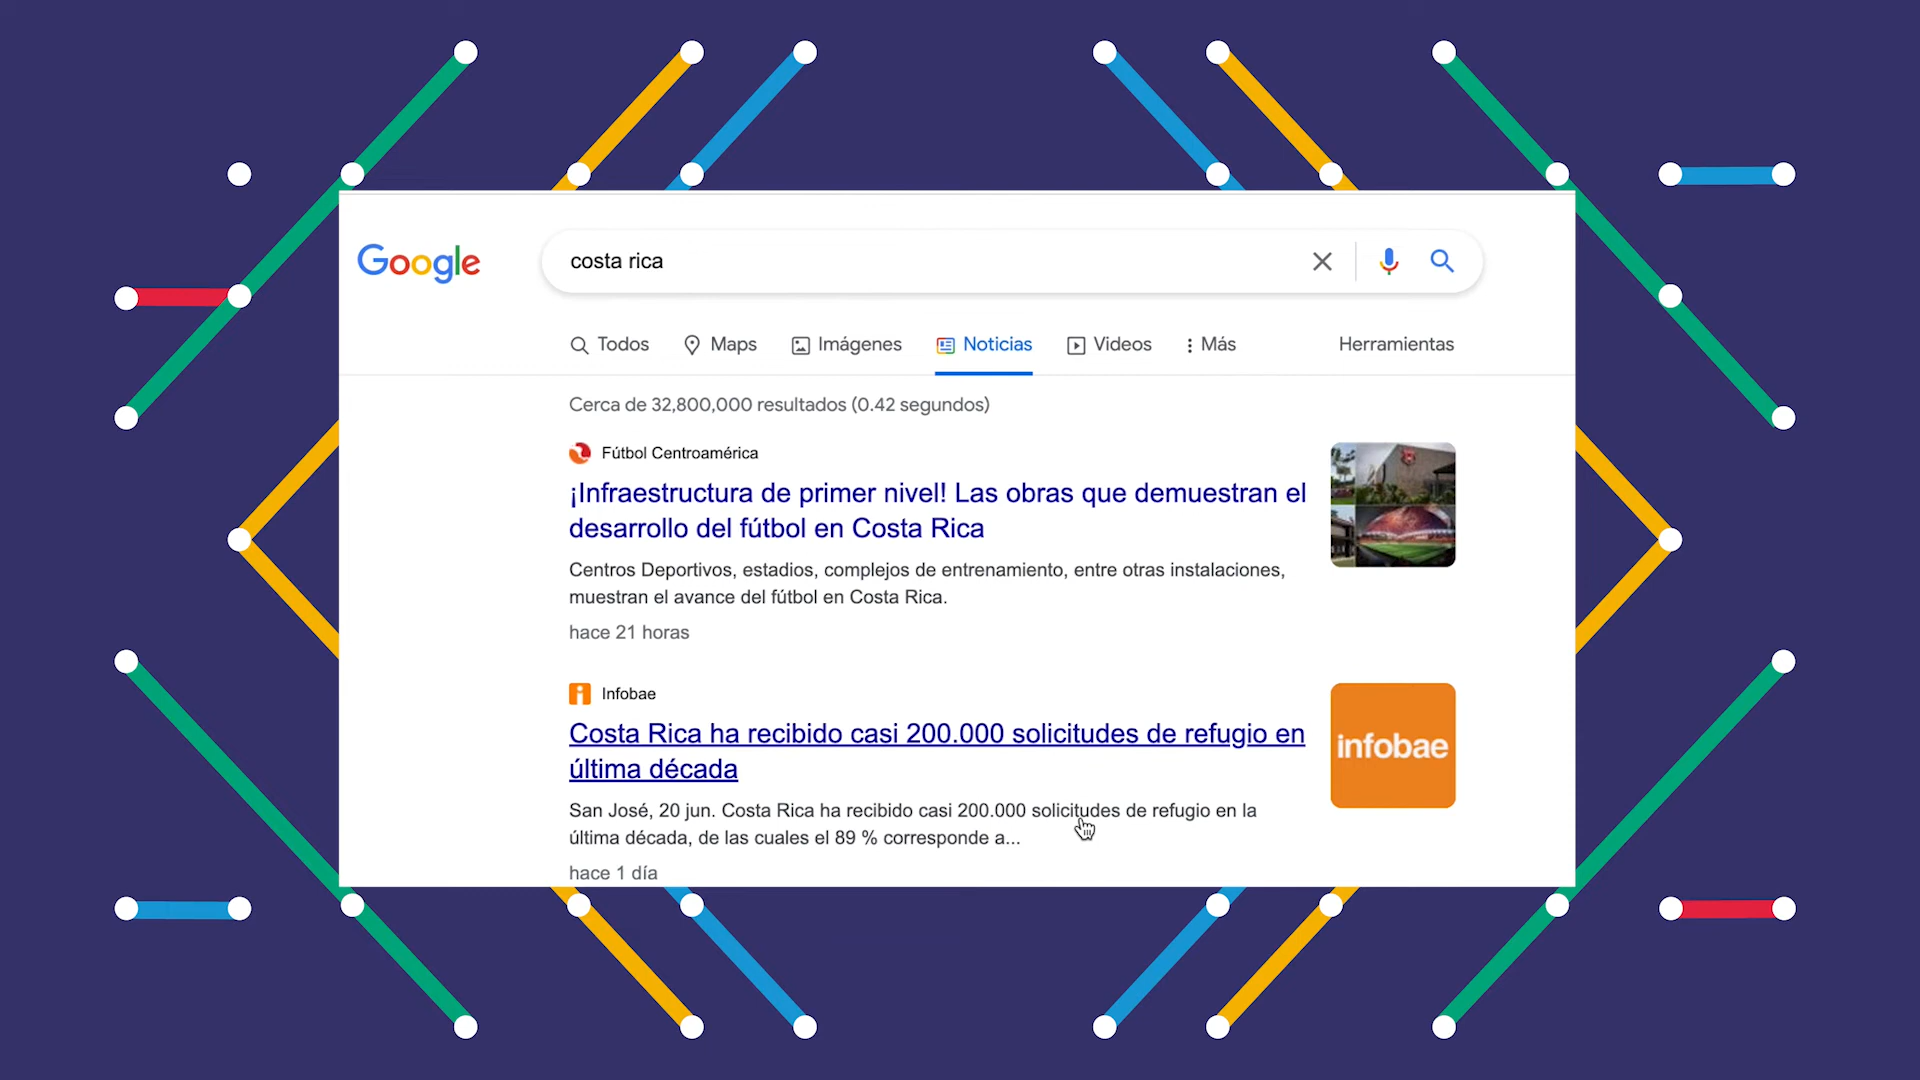 Google
costa rica
Todos Maps Imágenes Noticias Videos Más Herramientas
Cerca de 32,800,000 resultados (0.42 segundos)
Fútbol Centroamérica
¡Infraestructura de primer nivel! Las obras que demuestran el
desarrollo del fútbol en Costa Rica
Centros Deportivos, estadios, complejos de entrenamiento, entre otras instalaciones,
muestran el avance del fútbol en Costa Rica.
hace 21 horas
Infobae
Costa Rica ha recibido casi 200.000 solicitudes de refugio en
última década
infobae
San José, 20 jun. Costa Rica ha recibido casi 200.000 solicitudes de refugio en la
última década, de las cuales el 89 % corresponde a...
hace 1 día